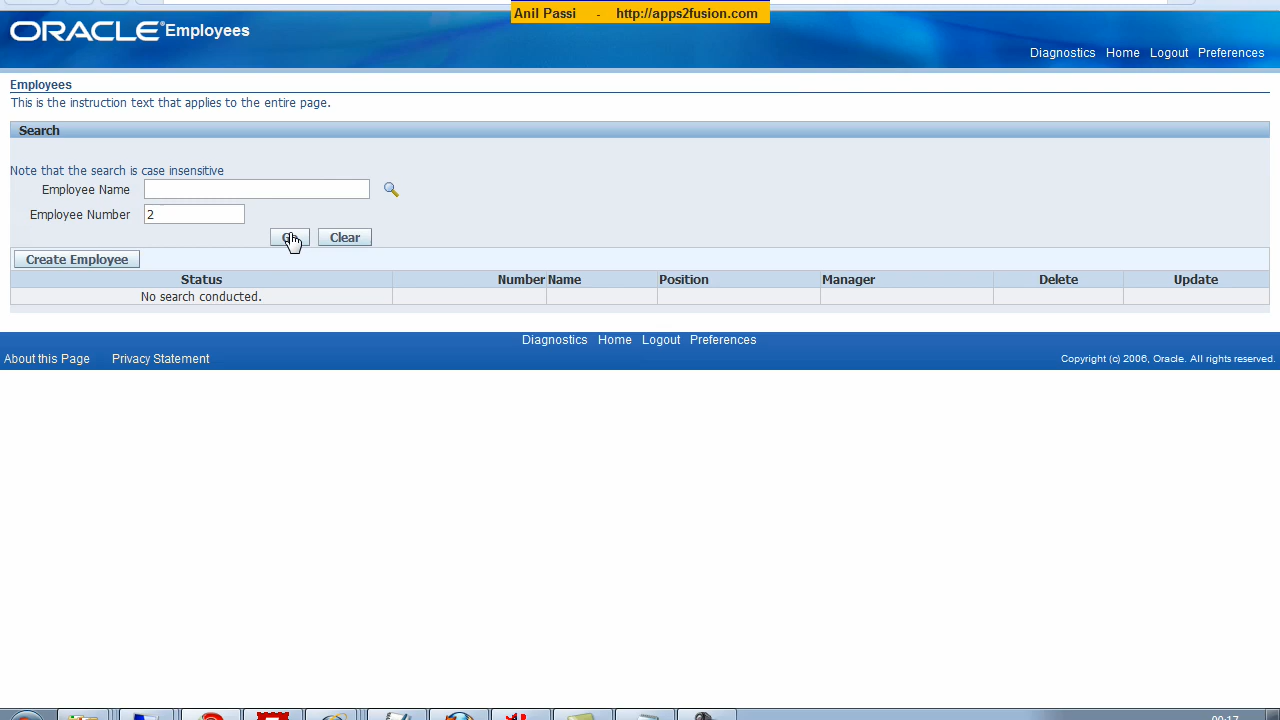 Anil Passi - http://apps2fusion.com
ORACLE® Employees
Diagnostics Home Logout Preferences
Employees
This is the instruction text that applies to the entire page.
Search
Note that the search is case insensitive
Employee Name
Employee Number 2
Clear
Create Employee
Status Number Name Position Manager Delete Update
No search conducted.
Diagnostics Home Logout Preferences
About this Page Privacy Statement Copyright (c) 2006, Oracle. All rights reserved.